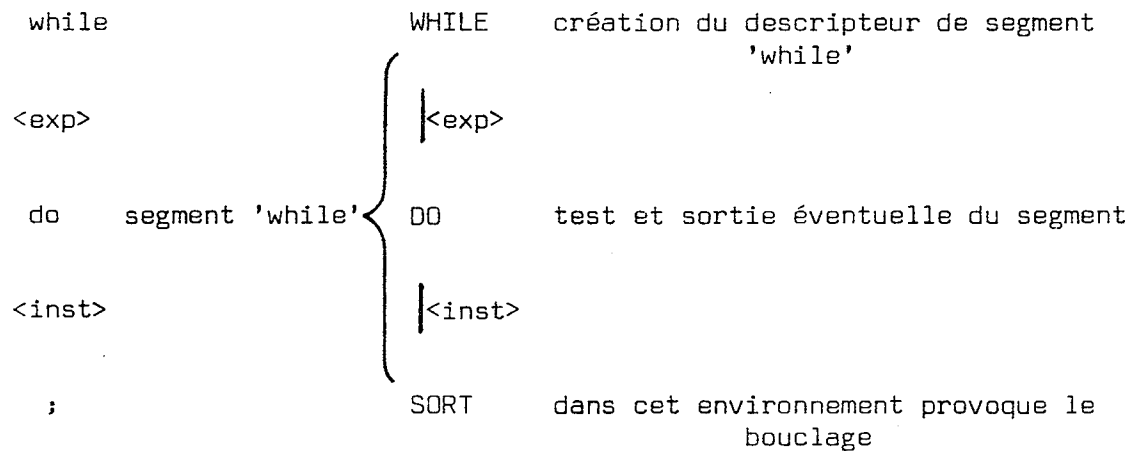 while WHILE création du descripteur de segment
'while'
<exp> <exp>
do segment 'while' DO test et sortie éventuelle du segment
<inst> <inst>
; SORT dans cet environnement provoque le
bouclage